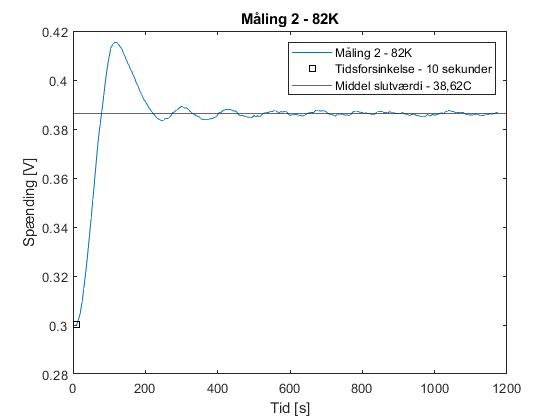 Måling 2 - 82K
Måling 2 - 82K
Tidsforsinkelse - 10 sekunder
Middel slutværdi - 38,62C
Spænding [V]
0.42
0.4
0.38
0.36
0.34
0.32
0.3
0.28
0
200
400
600
800
1000
1200
Tid [s]